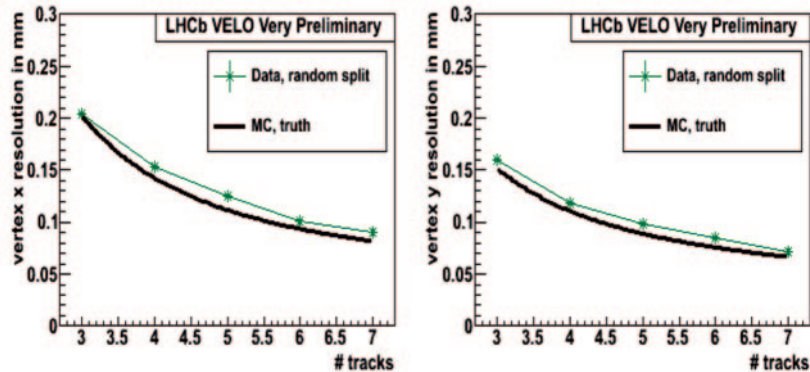 LHCb VELO Very Preliminary
Data, random split
MC, truth
vertex x resolution in mm
0.3
0.25
0.2
0.15
0.1
0.05
0
3 3.5 4 4.5 5 5.5 6 6.5 7
# tracks
LHCb VELO Very Preliminary
Data, random split
MC, truth
vertex y resolution in mm
0.3
0.25
0.2
0.15
0.1
0.05
0
3 3.5 4 4.5 5 5.5 6 6.5 7
# tracks